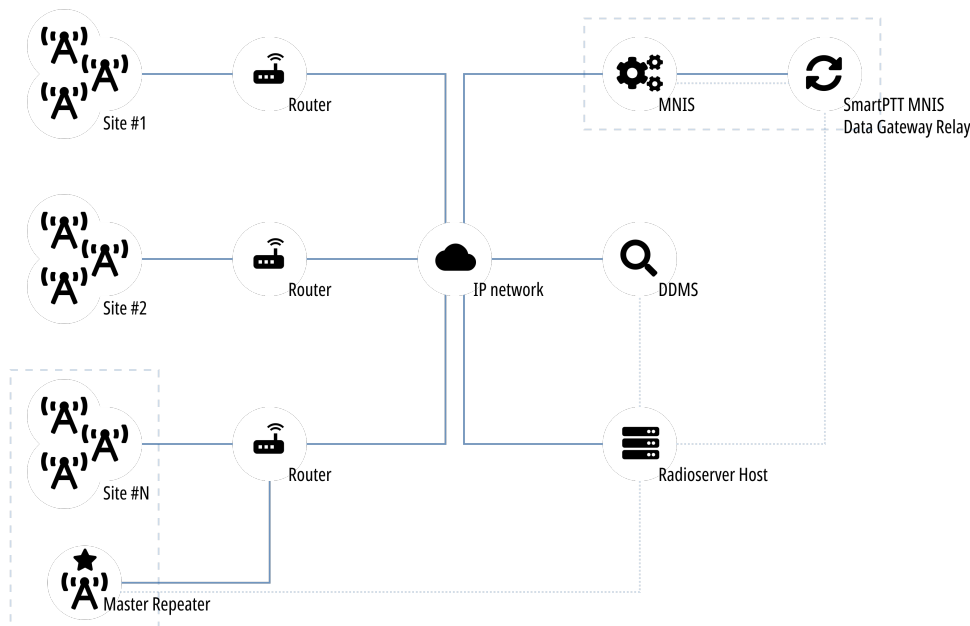 Router
MNIS
SmartPTT MNIS
Data Gateway Relay
Site #1
Router
IP network
DDMS
Site #2
Router
Radioserver Host
Site #N
Master Repeater